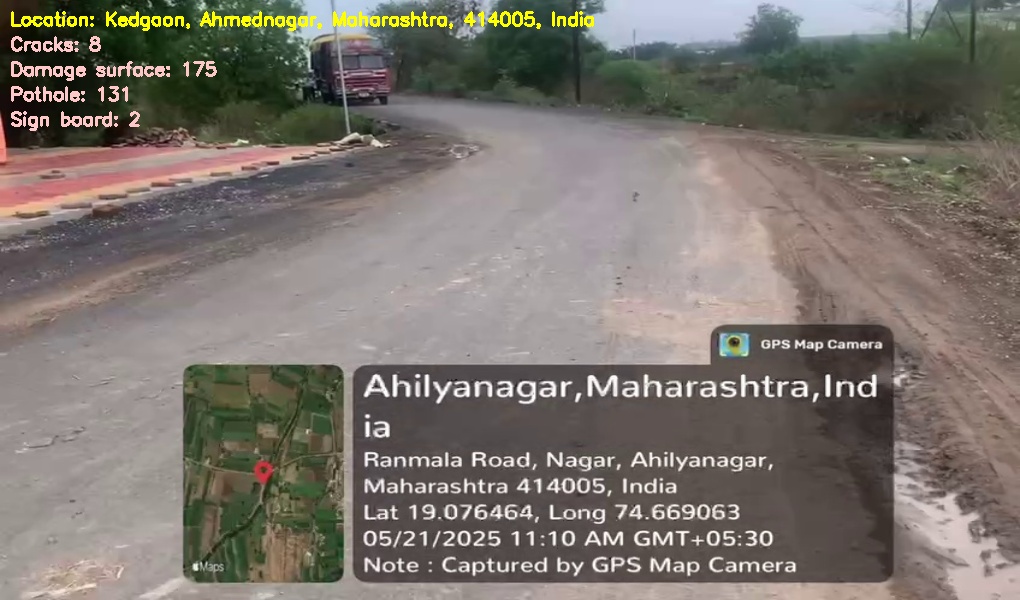 Location: Kedgaon, Ahmednagar, Maharashtra, 414005, India
Cracks: 8
Damage surface: 175
Pothole: 131
Sign board: 2
GPS Map Camera
Ahilyanagar,Maharashtra,Ind
ia
Ranmala Road, Nagar, Ahilyanagar,
Maharashtra 414005, India
Lat 19.076464, Long 74.669063
05/21/2025 11:10 AM GMT+05:30
Note : Captured by GPS Map Camera
Maps